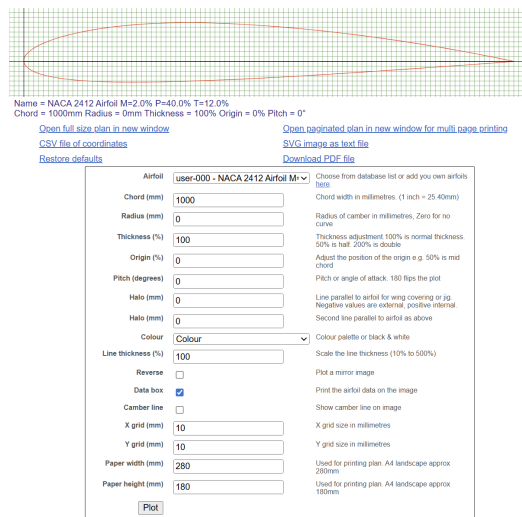 Name = NACA 2412 Airfoil M=2.0% P=40.0% T=12.0%
Chord = 1000mm Radius = 0mm Thickness = 100% Origin = 0% Pitch = 0°
Open full size plan in new window
Open paginated plan in new window for multi page printing
CSV file of coordinates
SVG image as text file
Restore defaults
Download PDF file
Airfoil user-000 - NACA 2412 Airfoil M= Choose from database list or add you own airfoils
here.
Chord (mm) 1000 Chord width in millimetres. (1 inch = 25.40mm)
Radius (mm) 0 Radius of camber in millimetres, Zero for no
curve
Thickness (%) 100 Thickness adjustment 100% is normal thickness.
50% is half. 200% is double
Origin (%) 0 Adjust the position of the origin e.g. 50% is mid
chord
Pitch (degrees) 0 Pitch or angle of attack. 180 flips the plot
Halo (mm) 0 Line parallel to airfoil for wing covering or jig.
Negative values are external, positive internal.
Halo (mm) 0 Second line parallel to airfoil as above
Colour Colour Colour palette or black & white
Line thickness (%) 100 Scale the line thickness (10% to 500%)
Reverse Plot a mirror image
Data box Print the airfoil data on the image
Camber line Show camber line on image
X grid (mm) 10 X grid size in millimetres
Y grid (mm) 10 Y grid size in millimetres
Paper width (mm) 280 Used for printing plan. A4 landscape approx
280mm
Paper height (mm) 180 Used for printing plan. A4 landscape approx
180mm
Plot